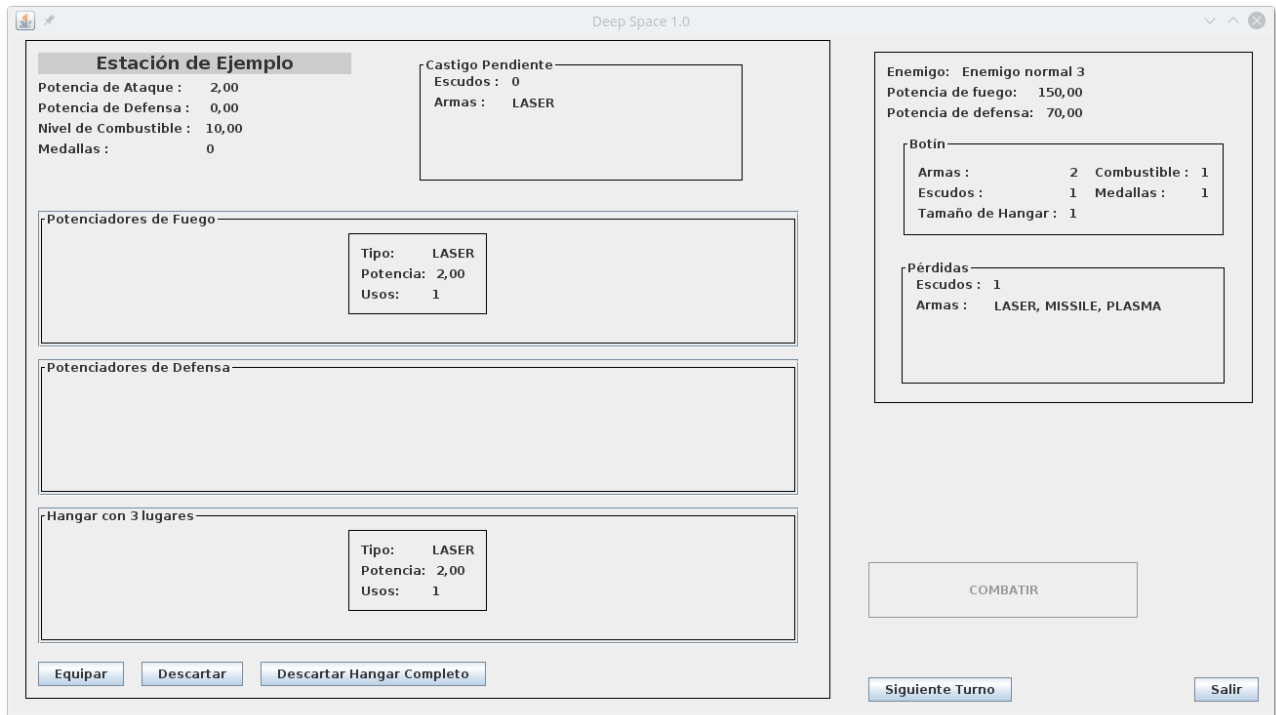 Deep Space 1.0
Estación de Ejemplo
Potencia de Ataque : 2,00
Potencia de Defensa : 0,00
Nivel de Combustible : 10,00
Medallas : 0
Castigo Pendiente
Escudos : 0
Armas : LASER
Potenciadores de Fuego
Tipo: LASER
Potencia: 2,00
Usos: 1
Potenciadores de Defensa
Hangar con 3 lugares
Tipo: LASER
Potencia: 2,00
Usos: 1
Equipar Descartar Descartar Hangar Completo
Enemigo: Enemigo normal 3
Potencia de fuego: 150,00
Potencia de defensa: 70,00
Botín
Armas : 2 Combustible : 1
Escudos : 1 Medallas : 1
Tamaño de Hangar : 1
Pérdidas
Escudos : 1
Armas : LASER, MISSILE, PLASMA
COMBATIR
Siguiente Turno Salir